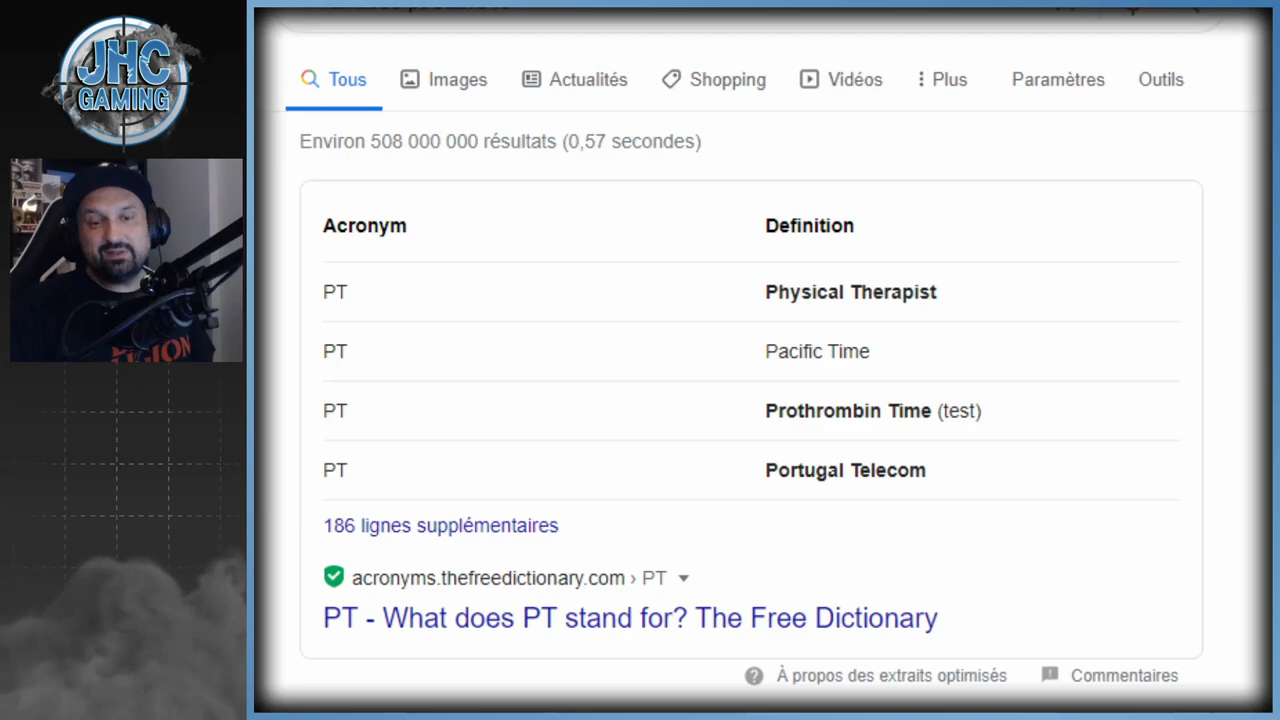 JHC
GAMING
Tous Images Actualités Shopping Vidéos Plus Paramètres Outils
Environ 508 000 000 résultats (0,57 secondes)
Acronym Definition
PT Physical Therapist
PT Pacific Time
PT Prothrombin Time (test)
PT Portugal Telecom
186 lignes supplémentaires
acronyms.thefreedictionary.com › PT
PT - What does PT stand for? The Free Dictionary
À propos des extraits optimisés Commentaires